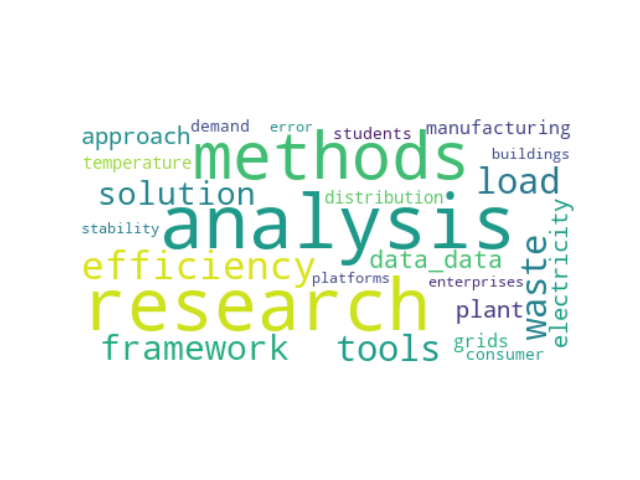 demand error students manufacturing
approach methods buildings
temperature load
solution distribution
analysis electricity
stability waste
efficiency data_data
platforms enterprises
research plant
framework tools grids
consumer